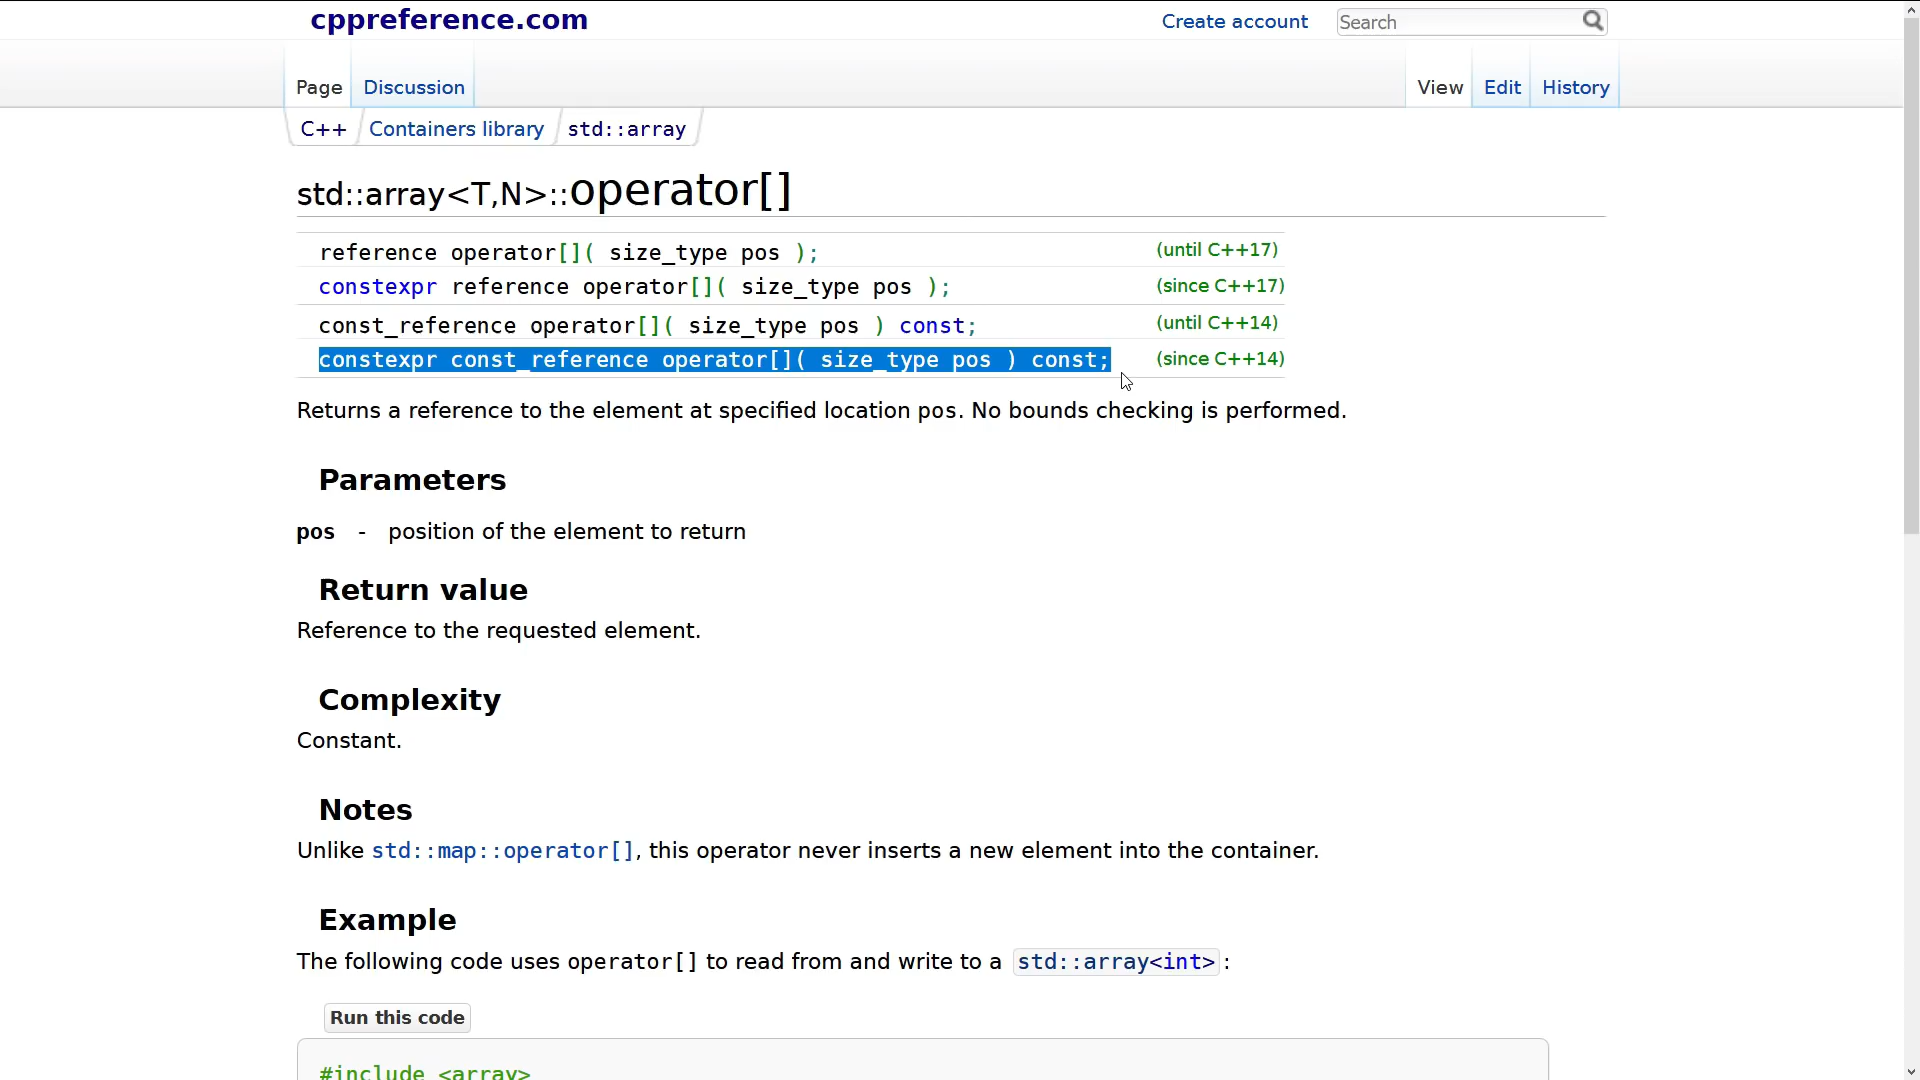 cppreference.com
Create account
Search
Page
Discussion
View
Edit
History
C++
Containers library
std::array
std::array<T,N>::operator[]
reference operator[]( size_type pos ); (until C++17)
constexpr reference operator[]( size_type pos ); (since C++17)
const_reference operator[]( size_type pos ) const; (until C++14)
constexpr const_reference operator[]( size_type pos ) const; (since C++14)
Returns a reference to the element at specified location pos. No bounds checking is performed.
Parameters
pos - position of the element to return
Return value
Reference to the requested element.
Complexity
Constant.
Notes
Unlike std::map::operator[], this operator never inserts a new element into the container.
Example
The following code uses operator[] to read from and write to a std::array<int>:
Run this code
#include <array>